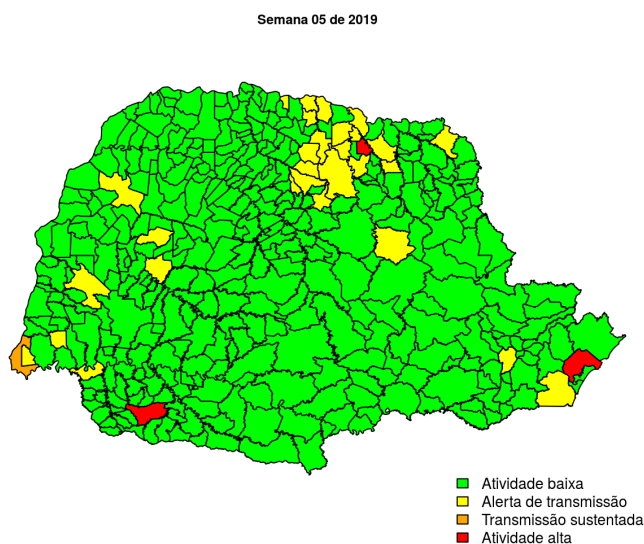 Semana 05 de 2019
Atividade baixa
Alerta de transmissão
Transmissão sustentada
Atividade alta